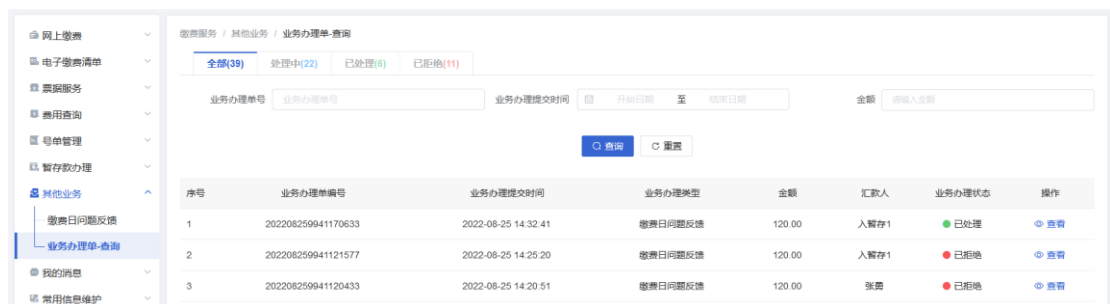 网上缴费
电子缴费清单
票据服务
费用查询
号单管理
暂存款办理
其他业务
缴费日问题反馈
业务办理单-查询
我的消息
常用信息维护
缴费服务 / 其他业务 / 业务办理单-查询
全部(39) 处理中(22) 已处理(6) 已拒绝(11)
业务办理单号 业务办理单号 业务办理提交时间 开始日期 至 结束日期 金额 请输入金额
查询 重置
序号 业务办理单编号 业务办理提交时间 业务办理类型 金额 汇款人 业务办理状态 操作
1 202208259941170633 2022-08-25 14:32:41 缴费日问题反馈 120.00 入暂存1 已处理 查看
2 202208259941121577 2022-08-25 14:25:20 缴费日问题反馈 120.00 入暂存1 已拒绝 查看
3 202208259941120433 2022-08-25 14:20:51 缴费日问题反馈 120.00 张勇 已拒绝 查看